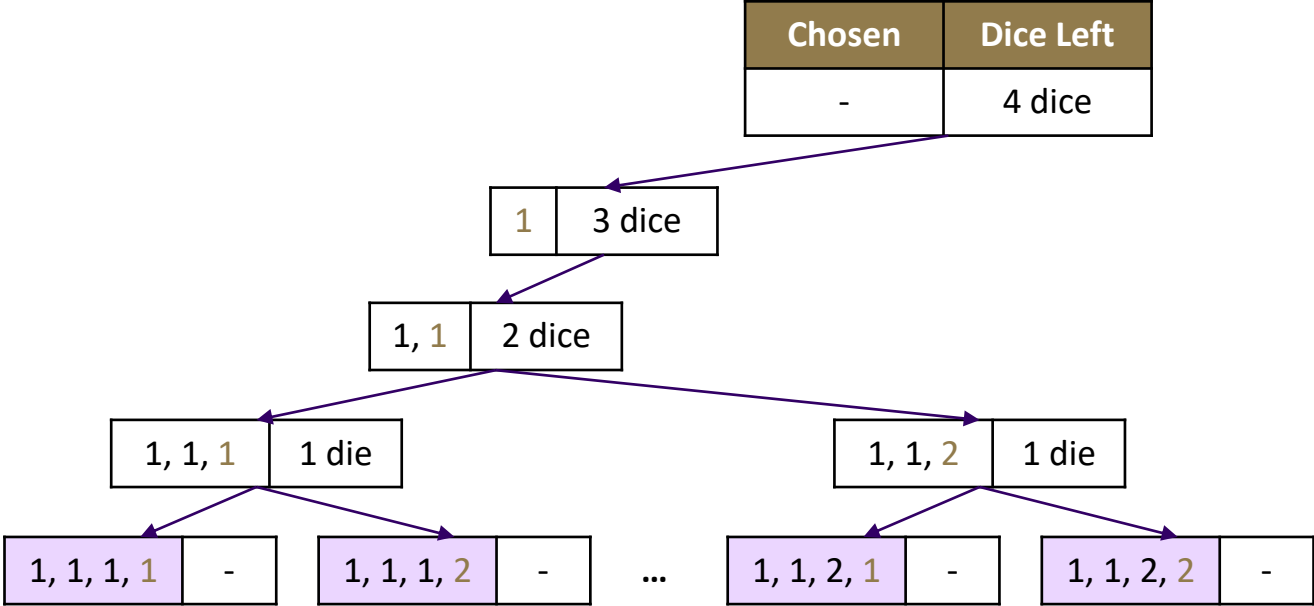 Chosen Dice Left
- 4 dice
1 3 dice
1, 1 2 dice
1, 1, 1 1 die 1, 1, 2 1 die
1, 1, 1, 1 - 1, 1, 1, 2 - ... 1, 1, 2, 1 - 1, 1, 2, 2 -